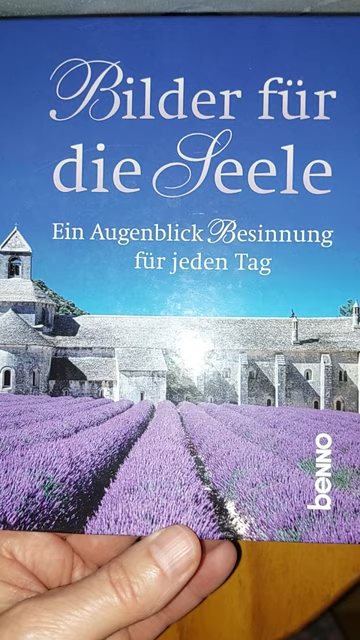 Bilder für
die Seele
Ein Augenblick Besinnung
für jeden Tag
benno